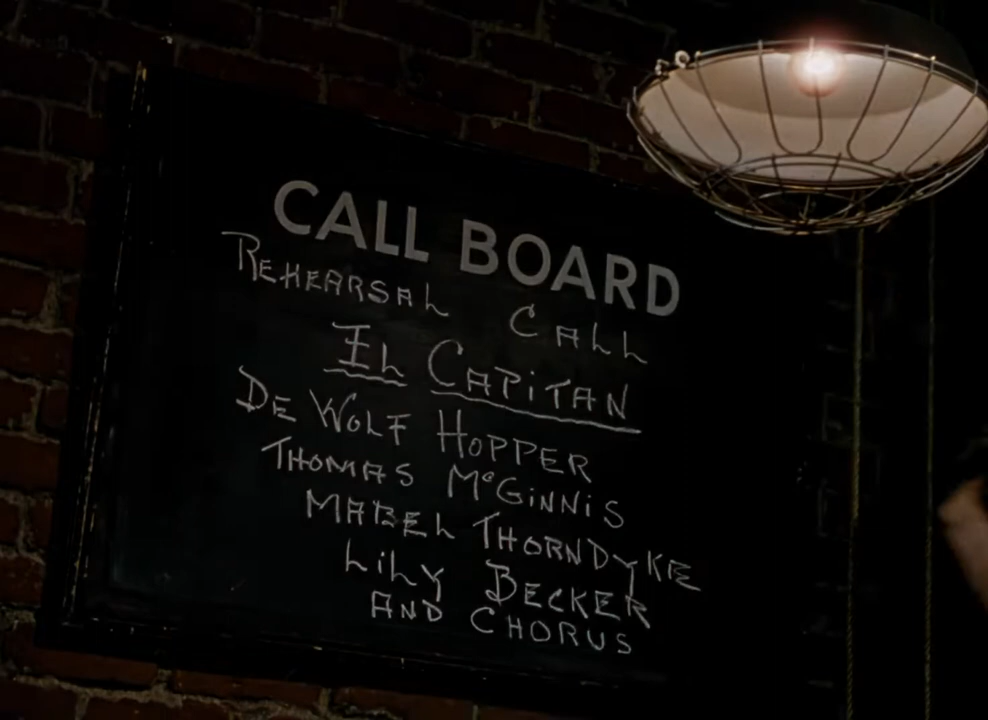 CALL BOARD
REHEARSAL CALL
EL CAPiTAN
DE WOLF HOPPER
THOMAS McGiNNiS
MABEL THORNDYKE
LiLY BECKER
AND CHORUS